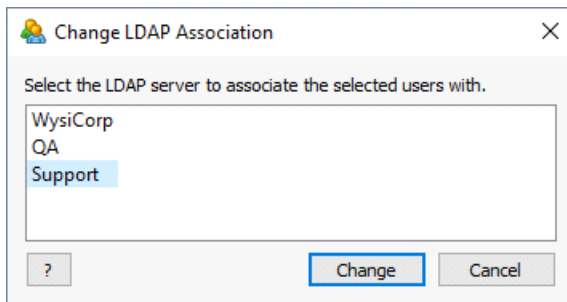 Change LDAP Association
Select the LDAP server to associate the selected users with.
WysiCorp
QA
Support
? Change Cancel